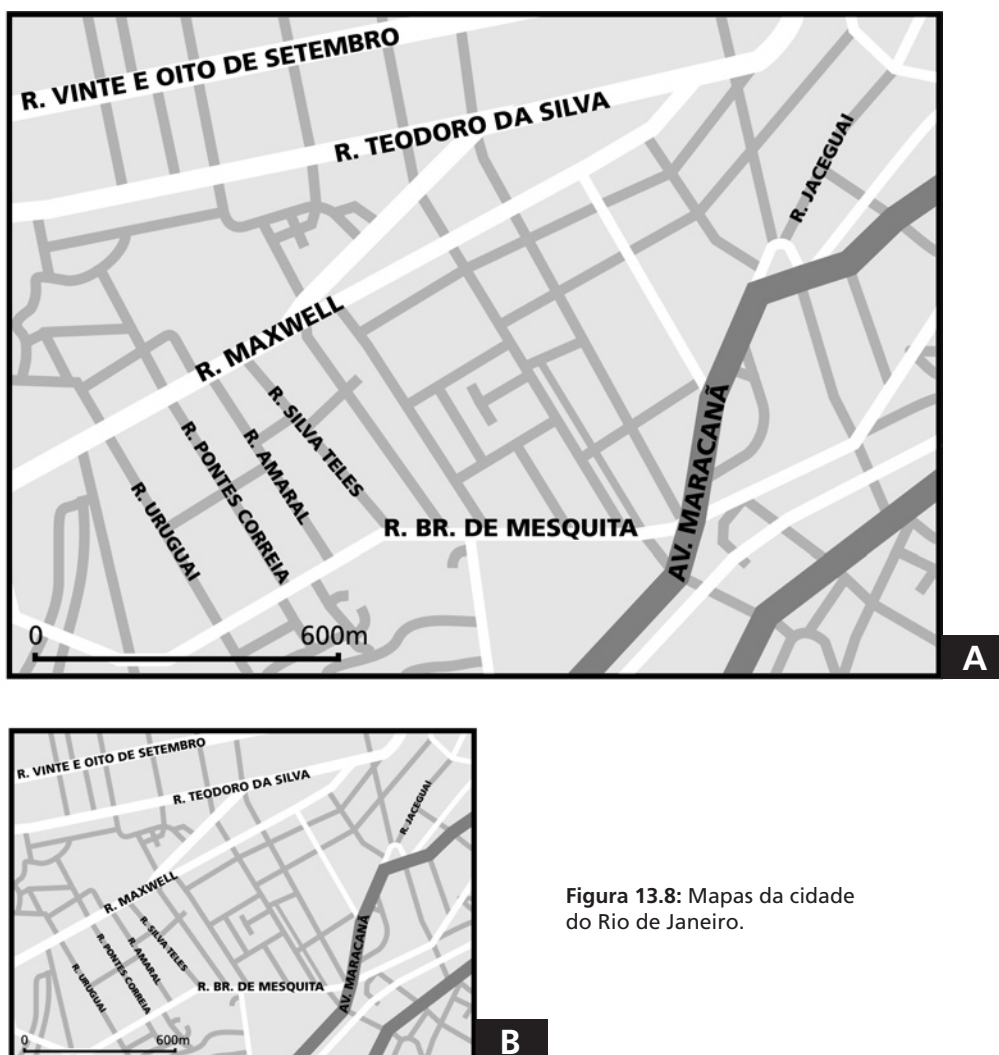 R. VINTE E OITO DE SETEMBRO
R. TEODORO DA SILVA
R. JACEGUAI
R. MAXWELL
R. SILVA TELES
R. AMARAL
R. PONTES CORREIA
R. URUGUAI
R. BR. DE MESQUITA
AV. MARACANÃ
0 600m
A
R. VINTE E OITO DE SETEMBRO
R. TEODORO DA SILVA
R. JACEGUAI
R. MAXWELL
R. SILVA TELES
R. AMARAL
R. PONTES CORREIA
R. URUGUAI
R. BR. DE MESQUITA
AV. MARACANÃ
0 600m
B
Figura 13.8: Mapas da cidade
do Rio de Janeiro.